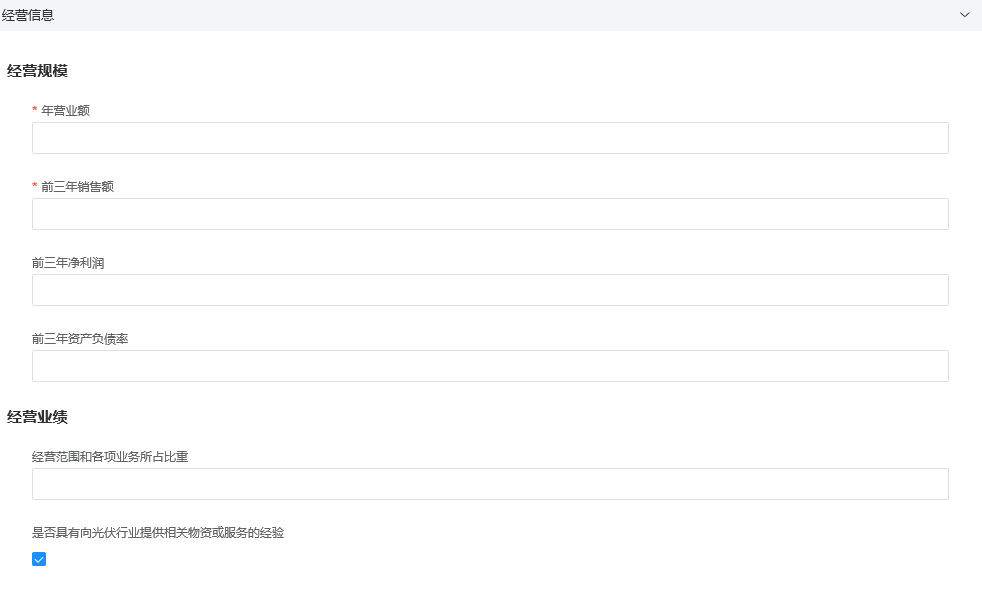 经营信息
经营规模
* 年营业额
* 前三年销售额
前三年净利润
前三年资产负债率
经营业绩
经营范围和各项业务所占比重
是否具有向光伏行业提供相关物资或服务的经验